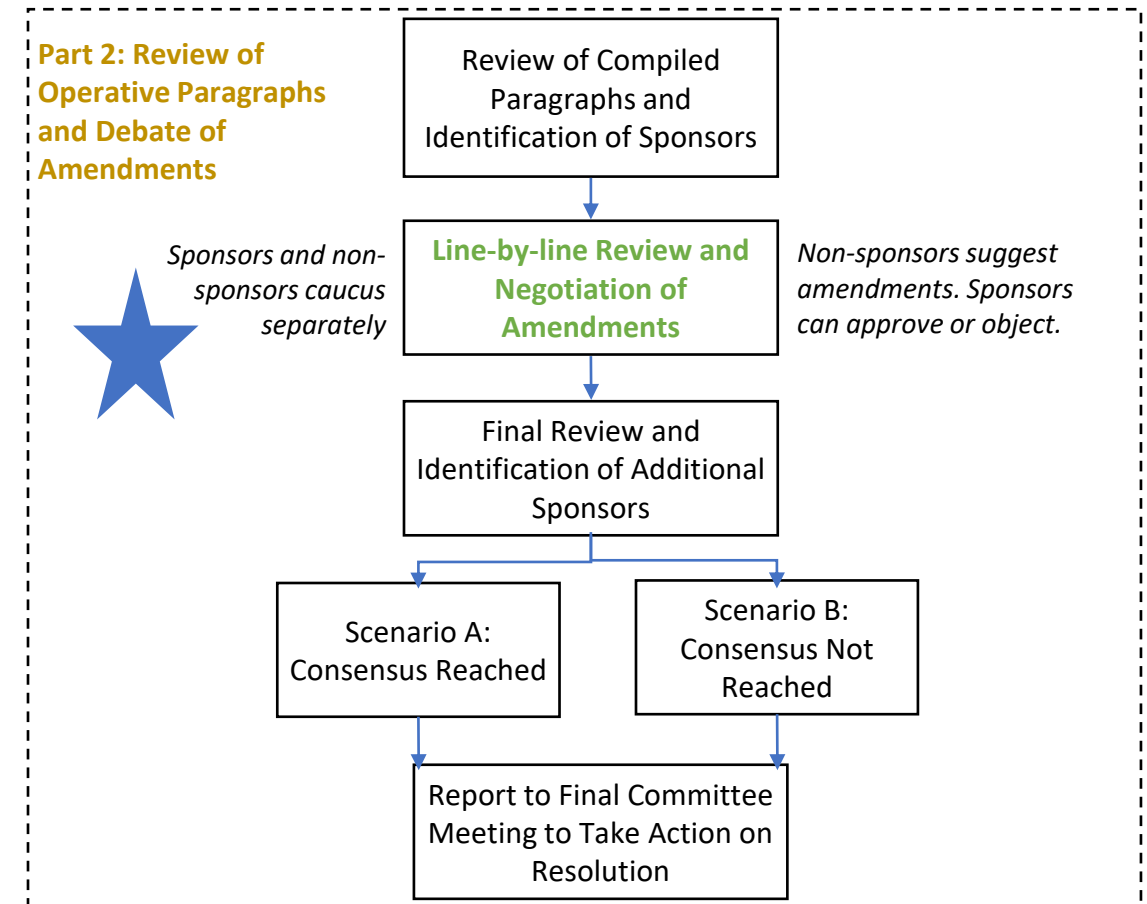 Part 2: Review of
Operative Paragraphs
and Debate of
Amendments
Review of Compiled
Paragraphs and
Identification of Sponsors
Sponsors and non-
sponsors caucus
separately
Line-by-line Review and
Negotiation of
Amendments
Non-sponsors suggest
amendments. Sponsors
can approve or object.
Final Review and
Identification of Additional
Sponsors
Scenario A:
Consensus Reached
Scenario B:
Consensus Not
Reached
Report to Final Committee
Meeting to Take Action on
Resolution